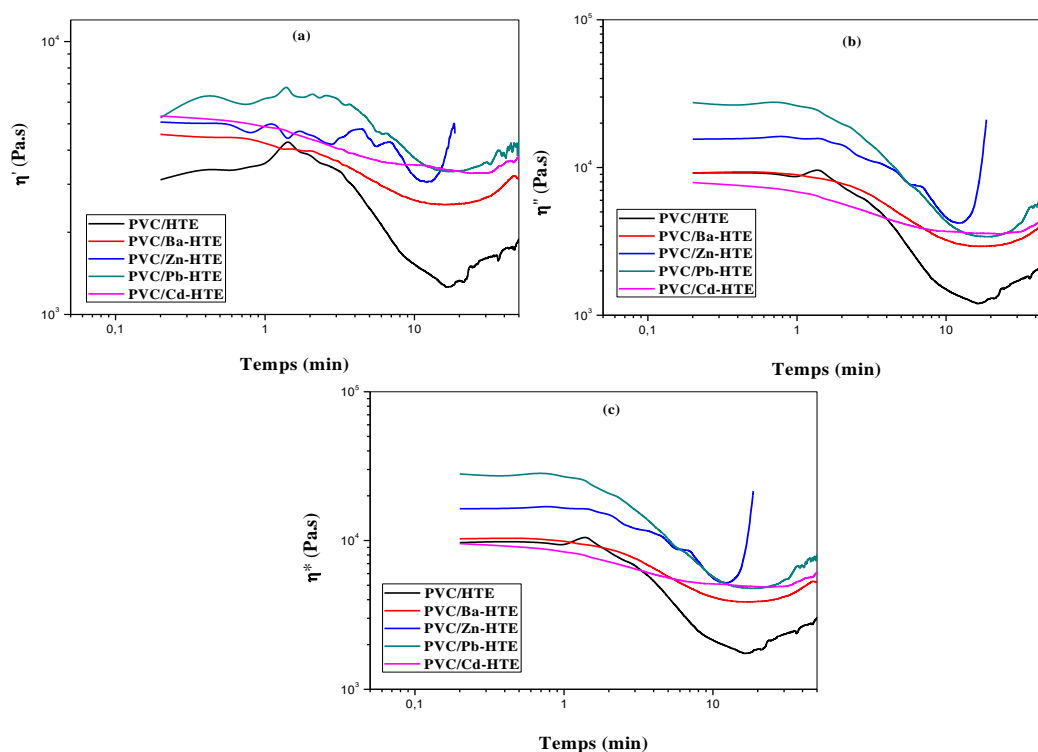 (a)
10⁴
η' (Pa.s)
10³
PVC/HTE
PVC/Ba-HTE
PVC/Zn-HTE
PVC/Pb-HTE
PVC/Cd-HTE
0,1 1 10
Temps (min)
(b)
10⁵
10⁴
η'' (Pa.s)
10³
PVC/HTE
PVC/Ba-HTE
PVC/Zn-HTE
PVC/Pb-HTE
PVC/Cd-HTE
0,1 1 10
Temps (min)
(c)
10⁵
10⁴
η* (Pa.s)
10³
PVC/HTE
PVC/Ba-HTE
PVC/Zn-HTE
PVC/Pb-HTE
PVC/Cd-HTE
0,1 1 10
Temps (min)